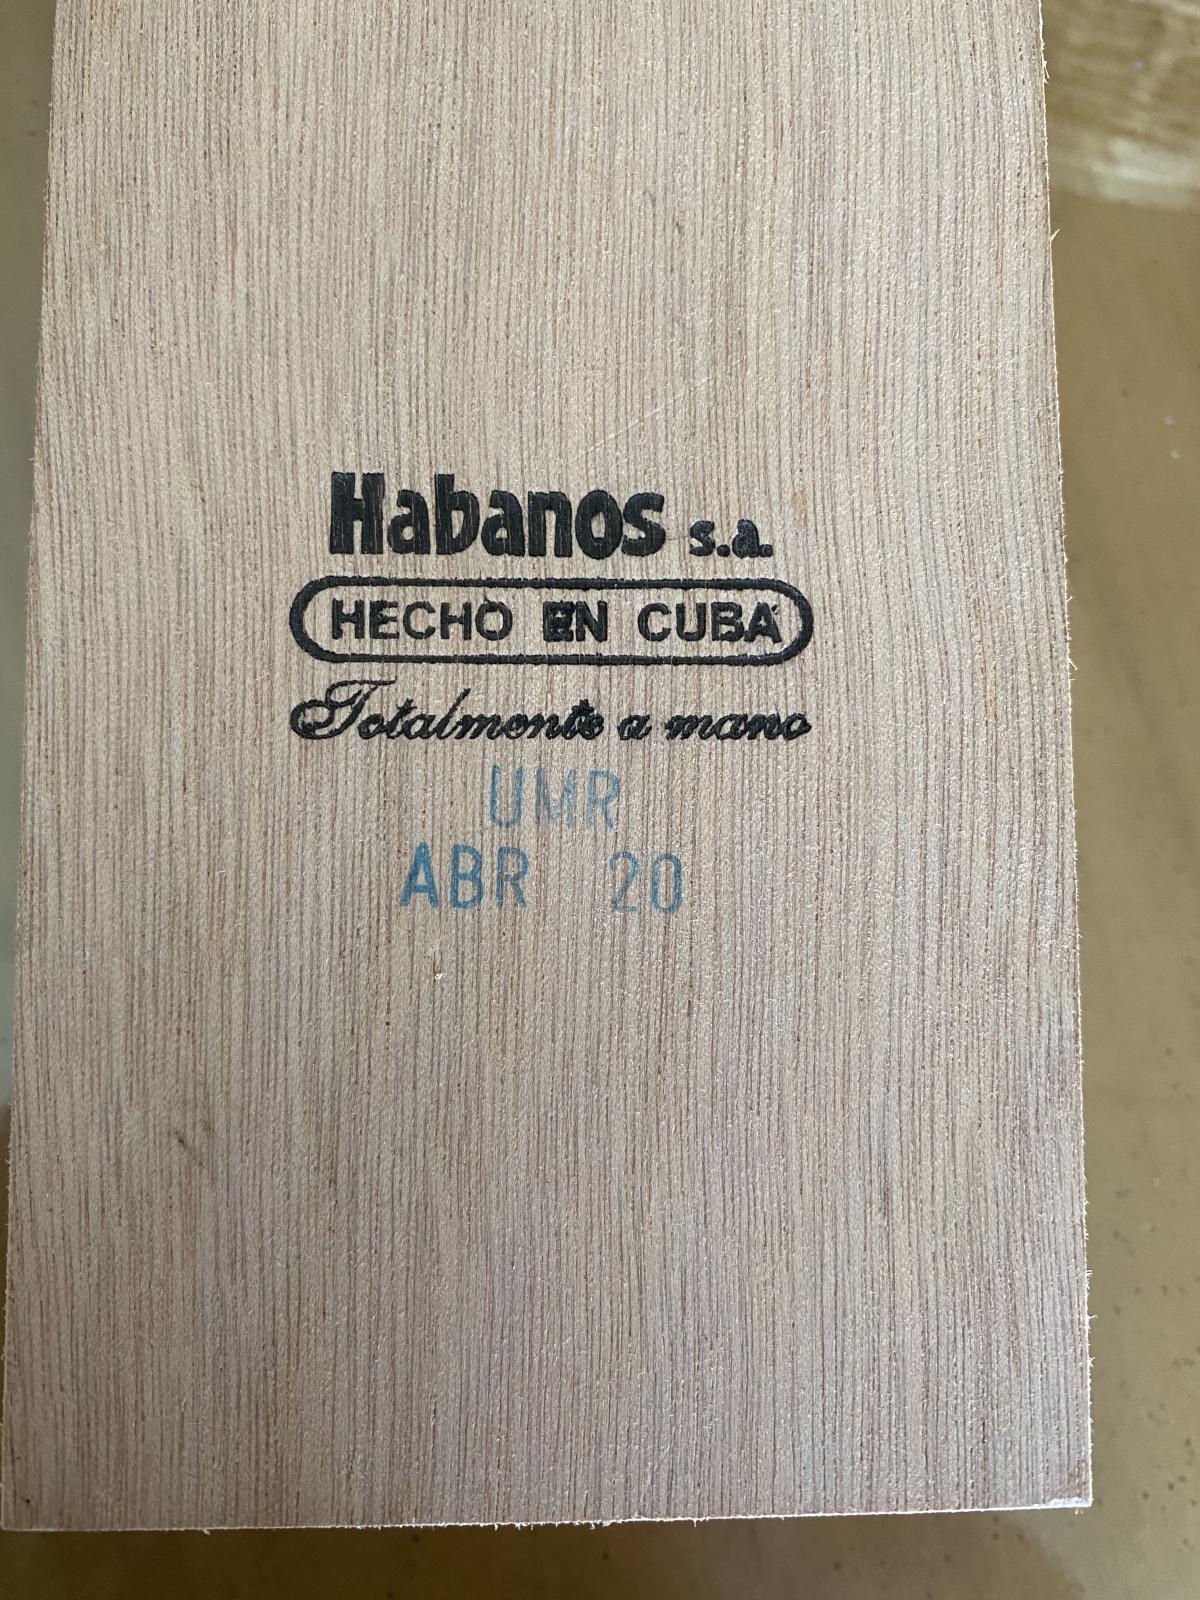 Habanos s.a.
HECHO EN CUBA
Totalmente a mano
UMR
ABR 20